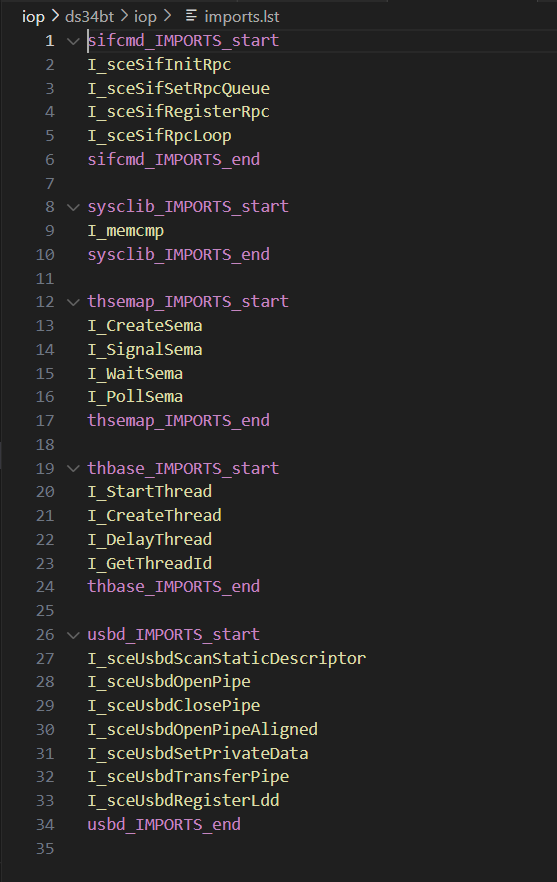 iop > ds34bt > iop > imports.lst
1 sifcmd_IMPORTS_start
2 I_sceSifInitRpc
3 I_sceSifSetRpcQueue
4 I_sceSifRegisterRpc
5 I_sceSifRpcLoop
6 sifcmd_IMPORTS_end
7
8 sysclib_IMPORTS_start
9 I_memcmp
10 sysclib_IMPORTS_end
11
12 thsemap_IMPORTS_start
13 I_CreateSema
14 I_SignalSema
15 I_WaitSema
16 I_PollSema
17 thsemap_IMPORTS_end
18
19 thbase_IMPORTS_start
20 I_StartThread
21 I_CreateThread
22 I_DelayThread
23 I_GetThreadId
24 thbase_IMPORTS_end
25
26 usbd_IMPORTS_start
27 I_sceUsbdScanStaticDescriptor
28 I_sceUsbdOpenPipe
29 I_sceUsbdClosePipe
30 I_sceUsbdOpenPipeAligned
31 I_sceUsbdSetPrivateData
32 I_sceUsbdTransferPipe
33 I_sceUsbdRegisterLdd
34 usbd_IMPORTS_end
35